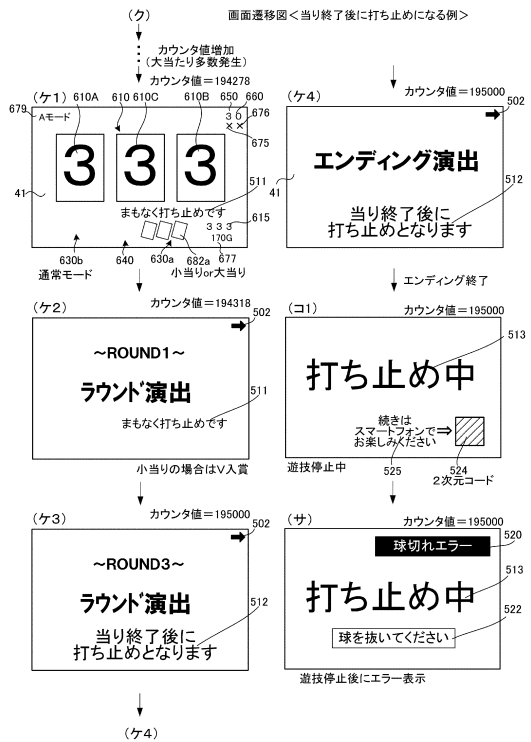 画面遷移図＜当り終了後に打ち止めになる例＞
(ク)
カウンタ値増加
(大当たり多数発生)
カウンタ値＝194278
(ケ1)
610A
610
610C
610B
650
660
679
Aモード
3 0
× ×
676
675
3
3
3
41
511
まもなく打ち止めです
3 3 3
615
170G
630b
640
630a
682a
677
通常モード
小当りor大当り
(ケ2)
カウンタ値＝194318
502
～ROUND1～
ラウンド演出
511
まもなく打ち止めです
小当りの場合はV入賞
(ケ3)
カウンタ値＝195000
502
～ROUND3～
ラウンド演出
512
当り終了後に
打ち止めとなります
(ケ4)
カウンタ値＝195000
(ケ4)
502
エンディング演出
41
512
当り終了後に
打ち止めとなります
エンディング終了
(コ1)
カウンタ値＝195000
513
打ち止め中
続きは
スマートフォンで⇒
お楽しみください
遊技停止中
525
524
2次元コード
(サ)
カウンタ値＝195000
520
球切れエラー
513
打ち止め中
522
球を抜いてください
遊技停止後にエラー表示